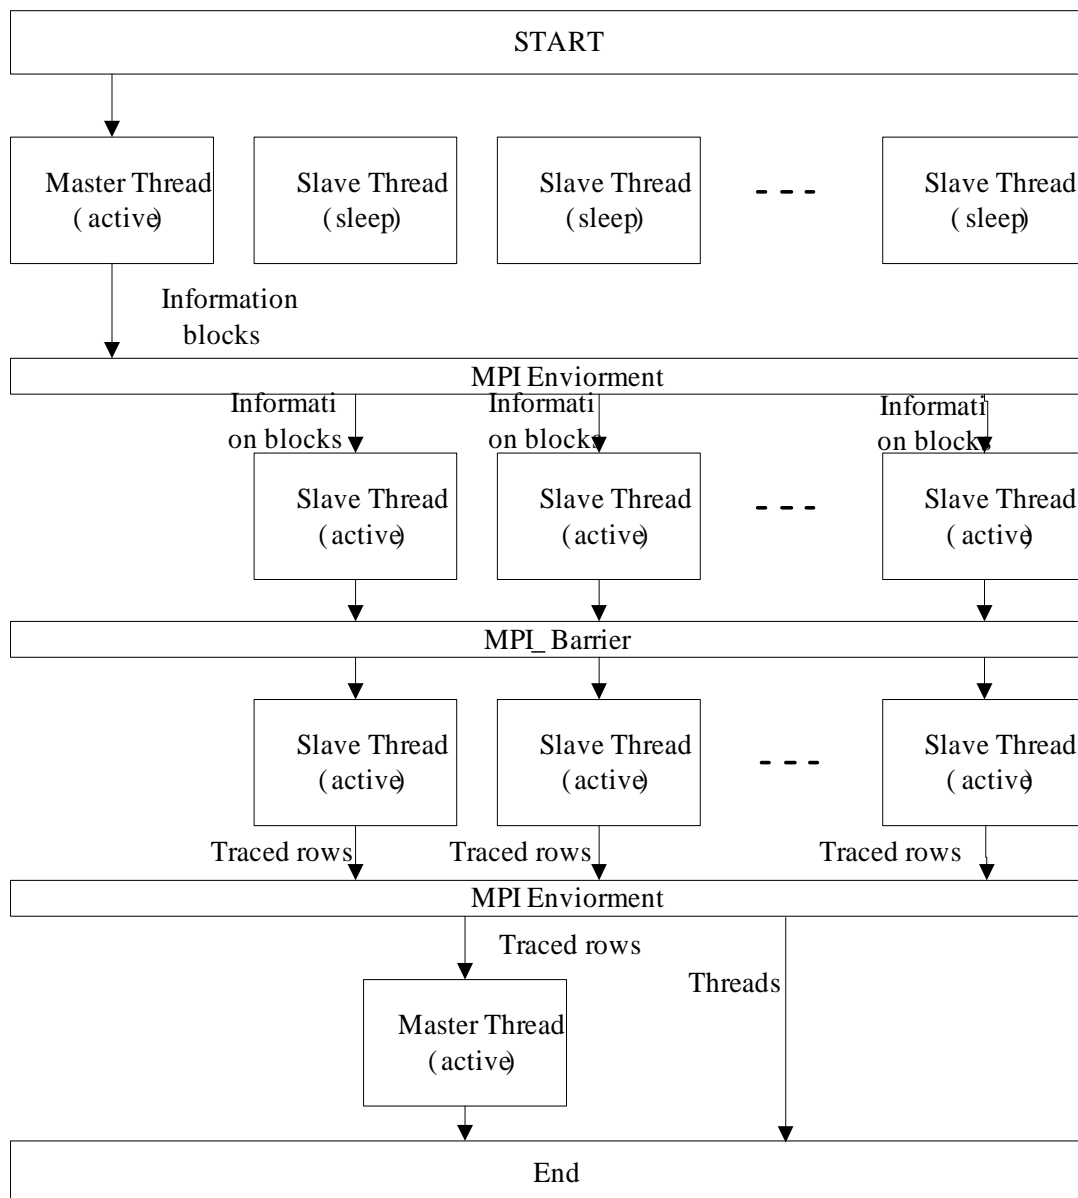 START
Master Thread
( active)
Slave Thread
(sleep)
Slave Thread
(sleep)
- - -
Slave Thread
( sleep)
Information
blocks
MPI Enviorment
Informati
on blocks
Informati
on blocks
Informati
on blocks
Slave Thread
(active)
Slave Thread
(active)
- - -
Slave Thread
( active)
MPI_ Barrier
Slave Thread
(active)
Slave Thread
(active)
- - -
Slave Thread
( active)
Traced rows
Traced rows
Traced rows
MPI Enviorment
Traced rows
Threads
Master Thread
(active)
End